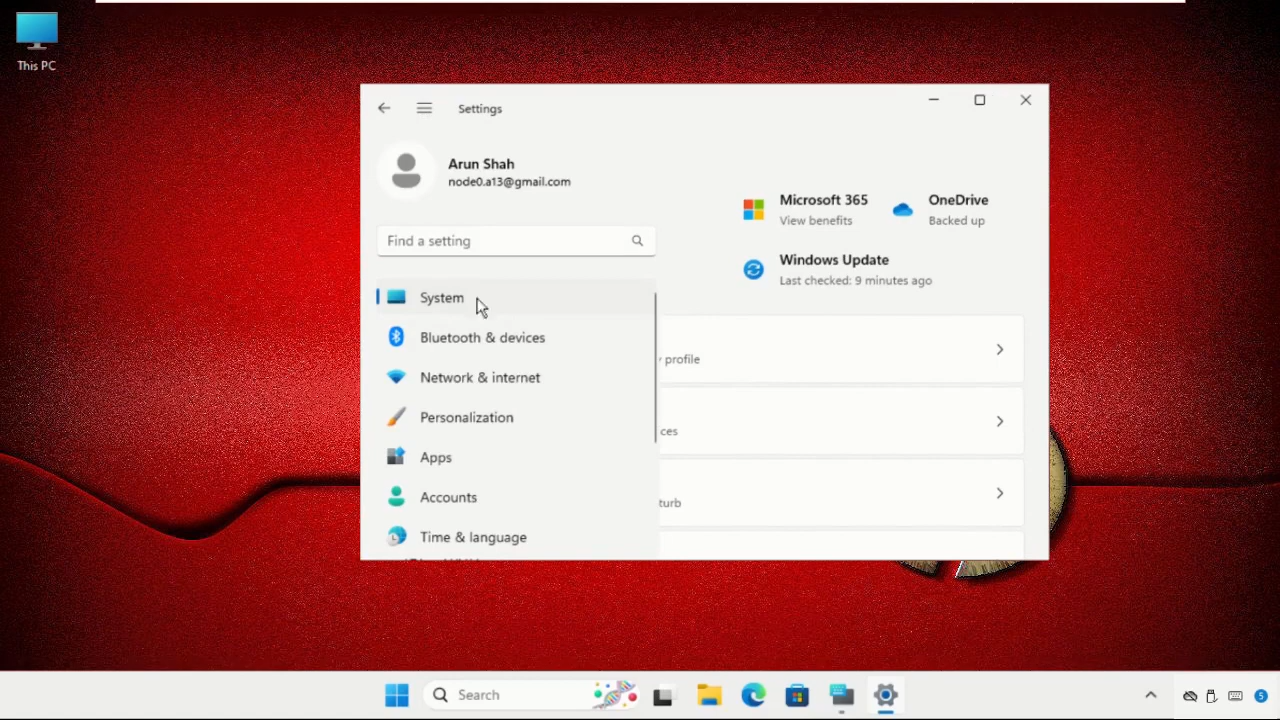 This PC
Settings
Arun Shah
node0.a13@gmail.com
Find a setting
System
Bluetooth & devices
Network & internet
Personalization
Apps
Accounts
Time & language
Microsoft 365
View benefits
OneDrive
Backed up
Windows Update
Last checked: 9 minutes ago
profile
ces
turb
Search
5